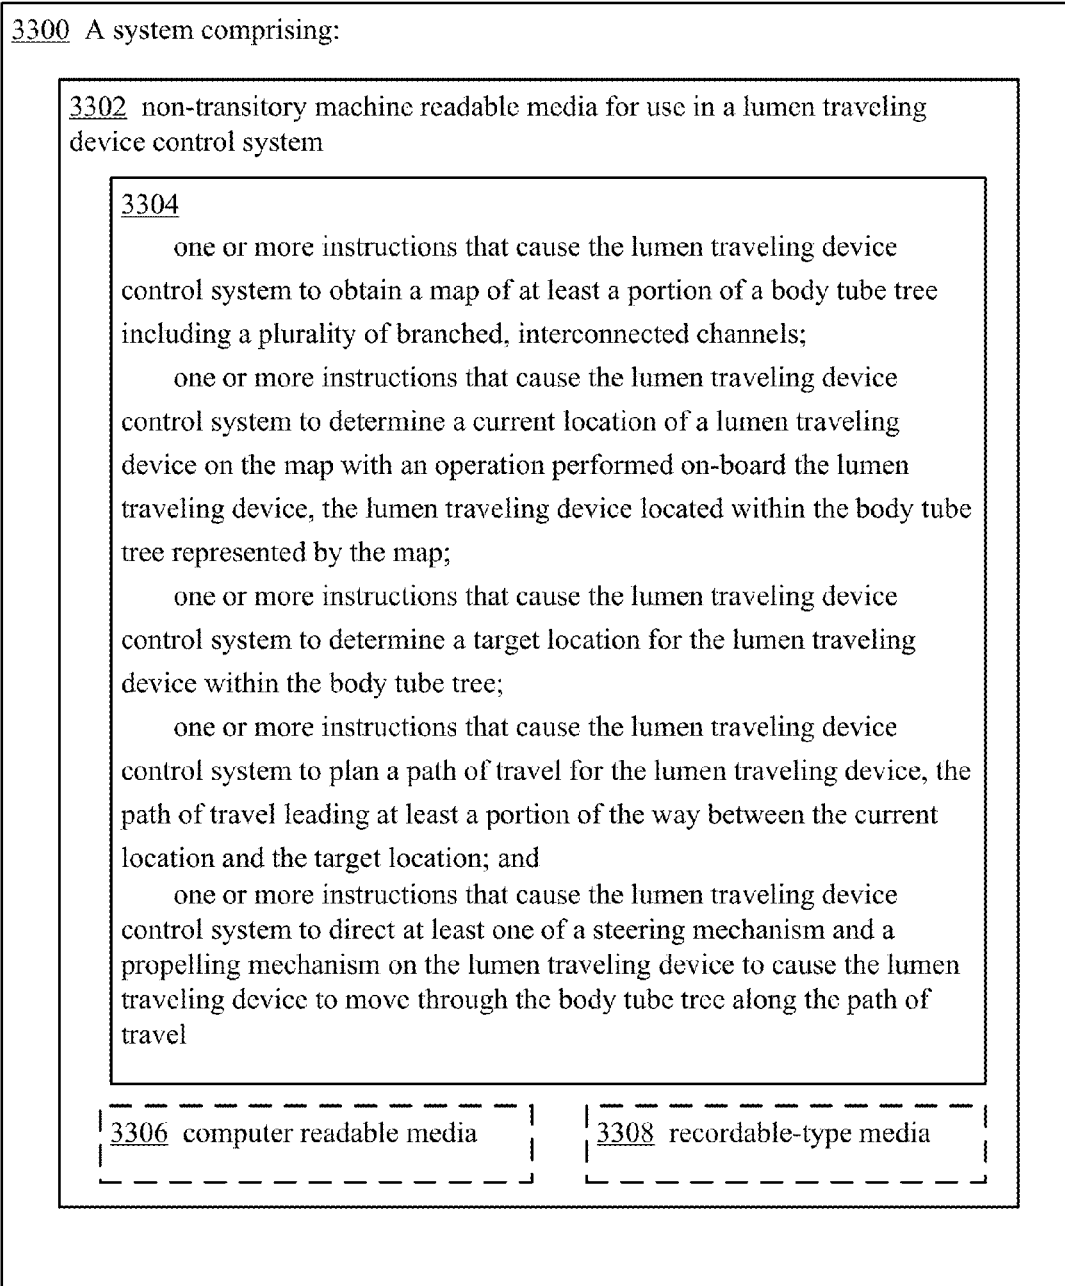 3300 A system comprising:
3302 non-transitory machine readable media for use in a lumen traveling
device control system
3304
one or more instructions that cause the lumen traveling device
control system to obtain a map of at least a portion of a body tube tree
including a plurality of branched, interconnected channels;
one or more instructions that cause the lumen traveling device
control system to determine a current location of a lumen traveling
device on the map with an operation performed on-board the lumen
traveling device, the lumen traveling device located within the body tube
tree represented by the map;
one or more instructions that cause the lumen traveling device
control system to determine a target location for the lumen traveling
device within the body tube tree;
one or more instructions that cause the lumen traveling device
control system to plan a path of travel for the lumen traveling device, the
path of travel leading at least a portion of the way between the current
location and the target location; and
one or more instructions that cause the lumen traveling device
control system to direct at least one of a steering mechanism and a
propelling mechanism on the lumen traveling device to cause the lumen
traveling device to move through the body tube tree along the path of
travel
3306 computer readable media
3308 recordable-type media